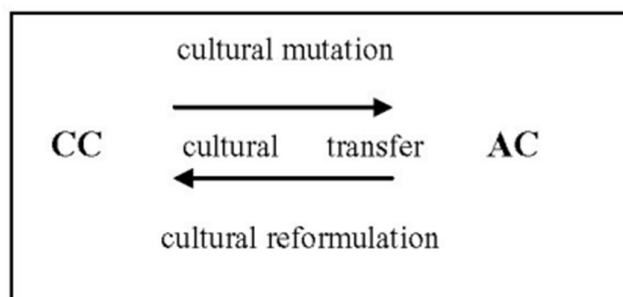 cultural mutation
CC cultural transfer AC
cultural reformulation